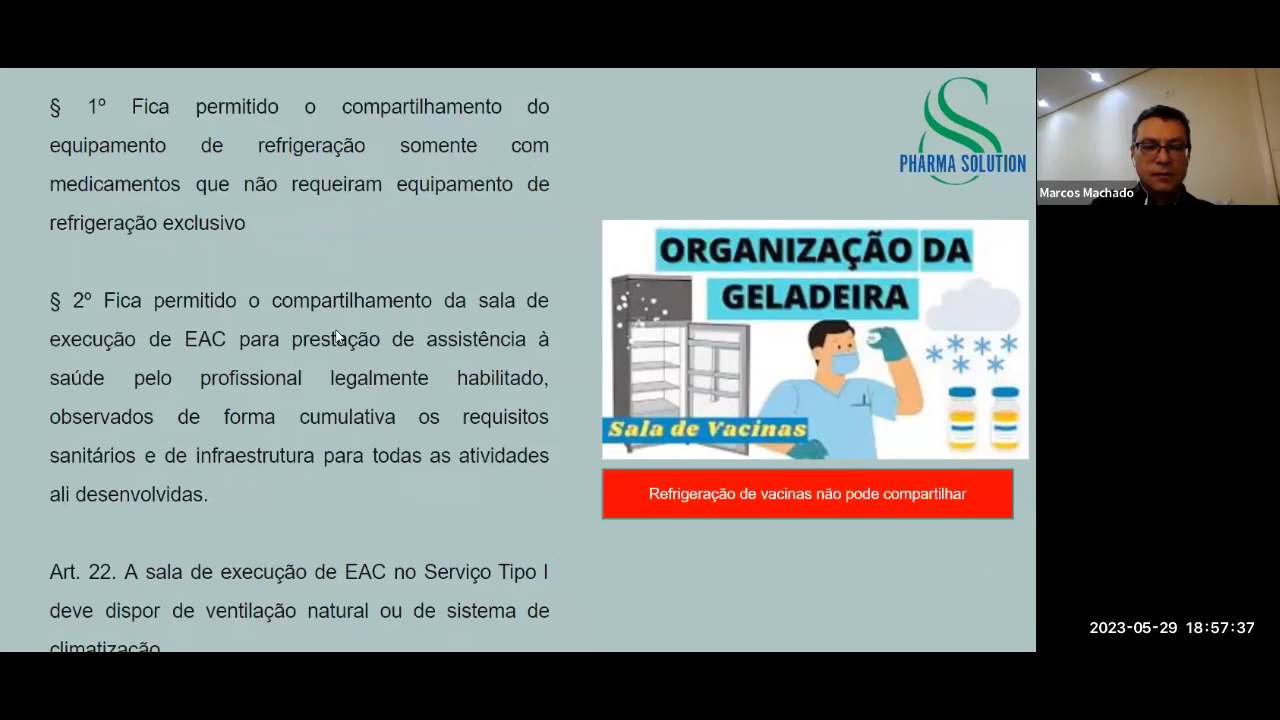 § 1º Fica permitido o compartilhamento do
equipamento de refrigeração somente com
medicamentos que não requeiram equipamento de
refrigeração exclusivo
§ 2º Fica permitido o compartilhamento da sala de
execução de EAC para prestação de assistência à
saúde pelo profissional legalmente habilitado,
observados de forma cumulativa os requisitos
sanitários e de infraestrutura para todas as atividades
ali desenvolvidas.
Art. 22. A sala de execução de EAC no Serviço Tipo I
deve dispor de ventilação natural ou de sistema de
climatização
PHARMA SOLUTION
ORGANIZAÇÃO DA
GELADEIRA
Sala de Vacinas
Refrigeração de vacinas não pode compartilhar
Marcos Machado
2023-05-29 18:57:37